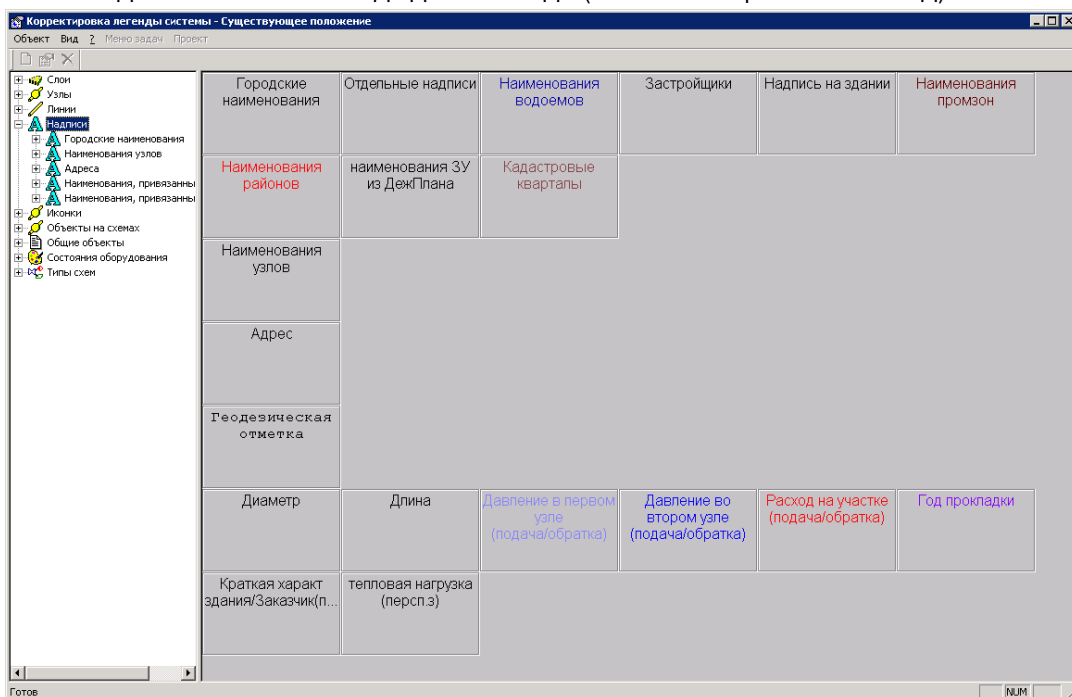 Корректировка легенды системы - Существующее положение
Объект Вид ? Меню задач Проект
Слои
Узлы
Линии
Надписи
Городские наименования
Наименования узлов
Адреса
Наименования, привязанны
Наименования, привязанны
Иконки
Объекты на схемах
Общие объекты
Состояния оборудования
Типы схем
Городские
наименования
Отдельные надписи
Наименования
водоемов
Застройщики
Надпись на здании
Наименования
промзон
Наименования
районов
наименования ЗУ
из ДежПлана
Кадастровые
кварталы
Наименования
узлов
Адрес
Геодезическая
отметка
Диаметр
Длина
Давление в первом
узле
(подача/обратка)
Давление во
втором узле
(подача/обратка)
Расход на участке
(подача/обратка)
Год прокладки
Краткая характ
здания/Заказчик(п...
тепловая нагрузка
(персп.з)
Готов
NUM